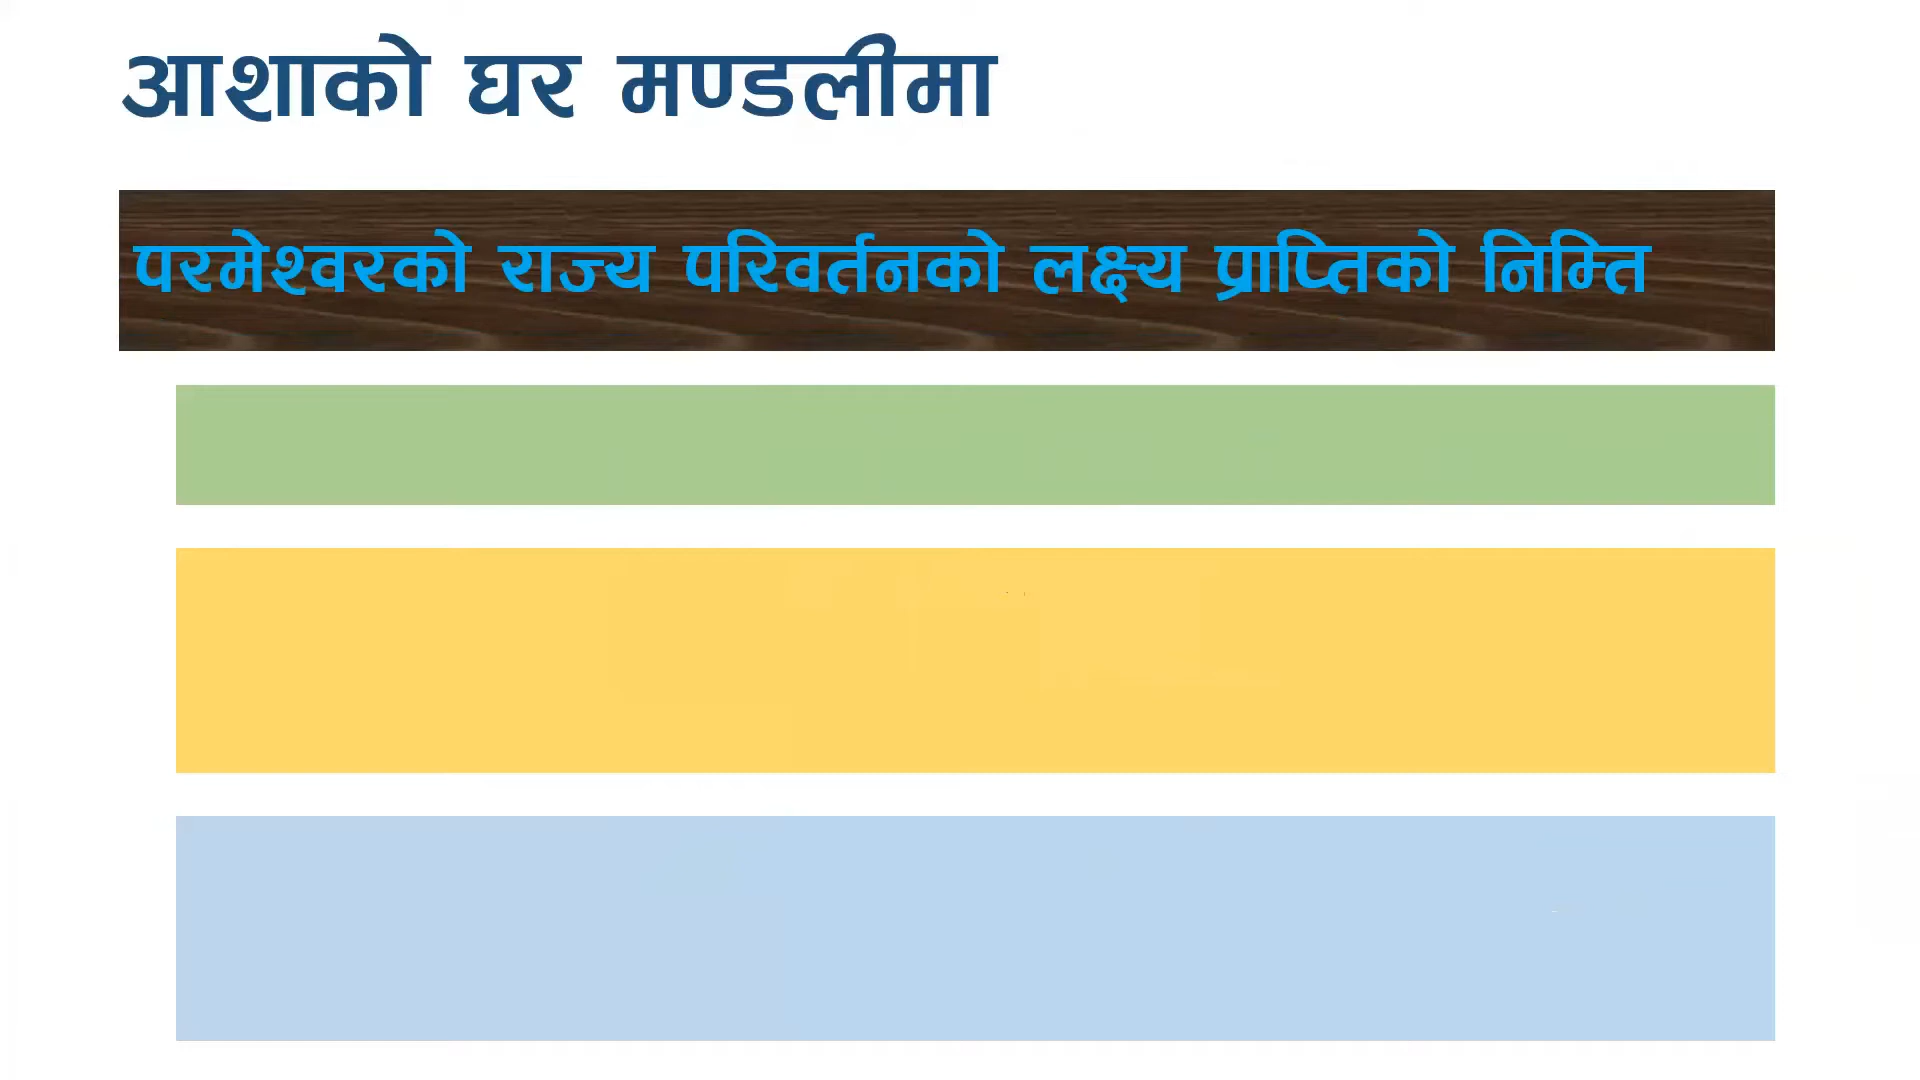 आशाको घर मण्डलीमा
परमेश्वरको राज्य परिवर्तनको लक्ष्य प्राप्तिको निम्ति